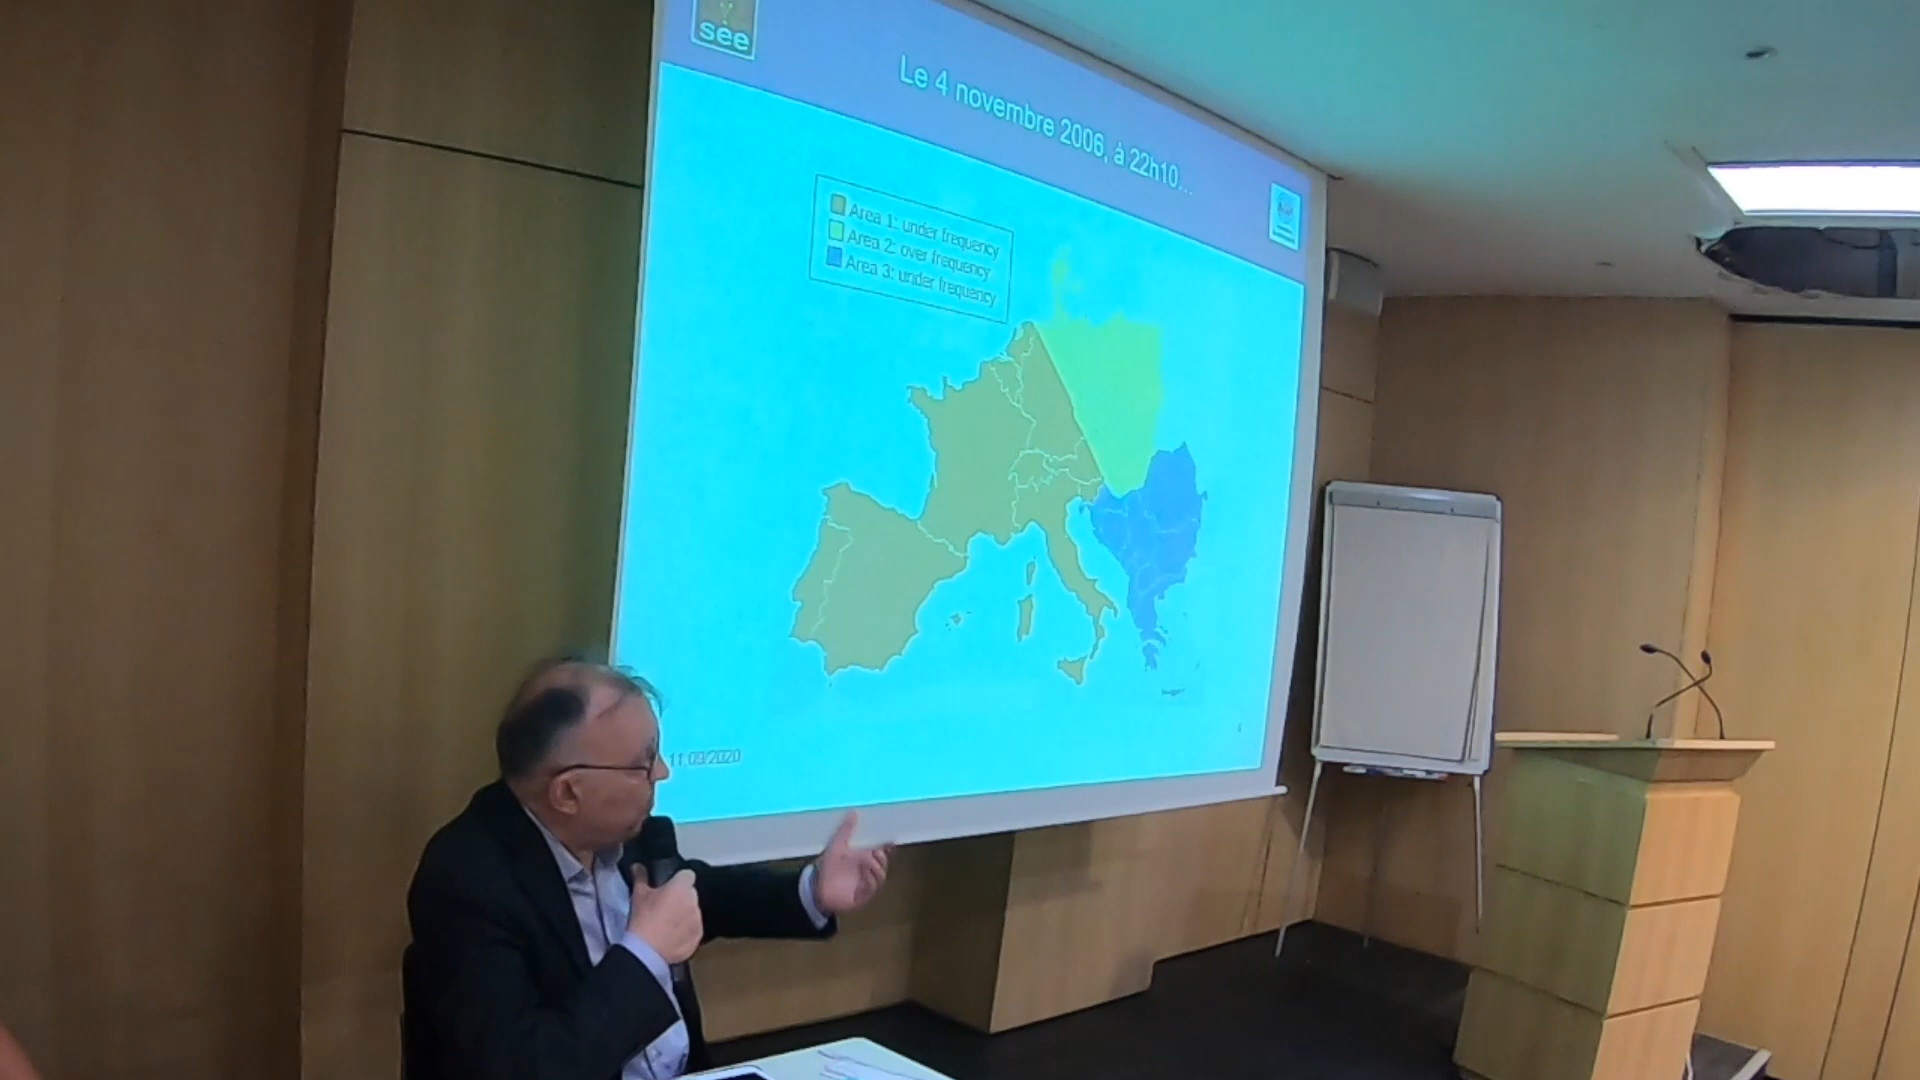 see
Le 4 novembre 2006, à 22h10...
Area 1: under frequency
Area 2: over frequency
Area 3: under frequency
11/09/2020